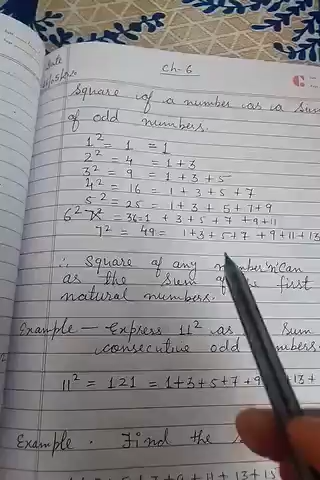 Date
Ch-6
Square of a number as a Sum
of odd numbers.
1² = 1 = 1
2² = 4 = 1+3
3² = 9 = 1+3+5
4² = 16 = 1+3+5+7
5² = 25 = 1+3+5+7+9
6² = 36=1 +3+5+7+9+11
7² = 49= 1+3+5+7 +9+11+13
∴ Square of any number 'n' Can
as the Sum of the first
natural numbers.
Example — Express 11² as Sum
consecutive odd numbers
11² = 121 = 1+3+5+7+9 +13+
Example. Find the